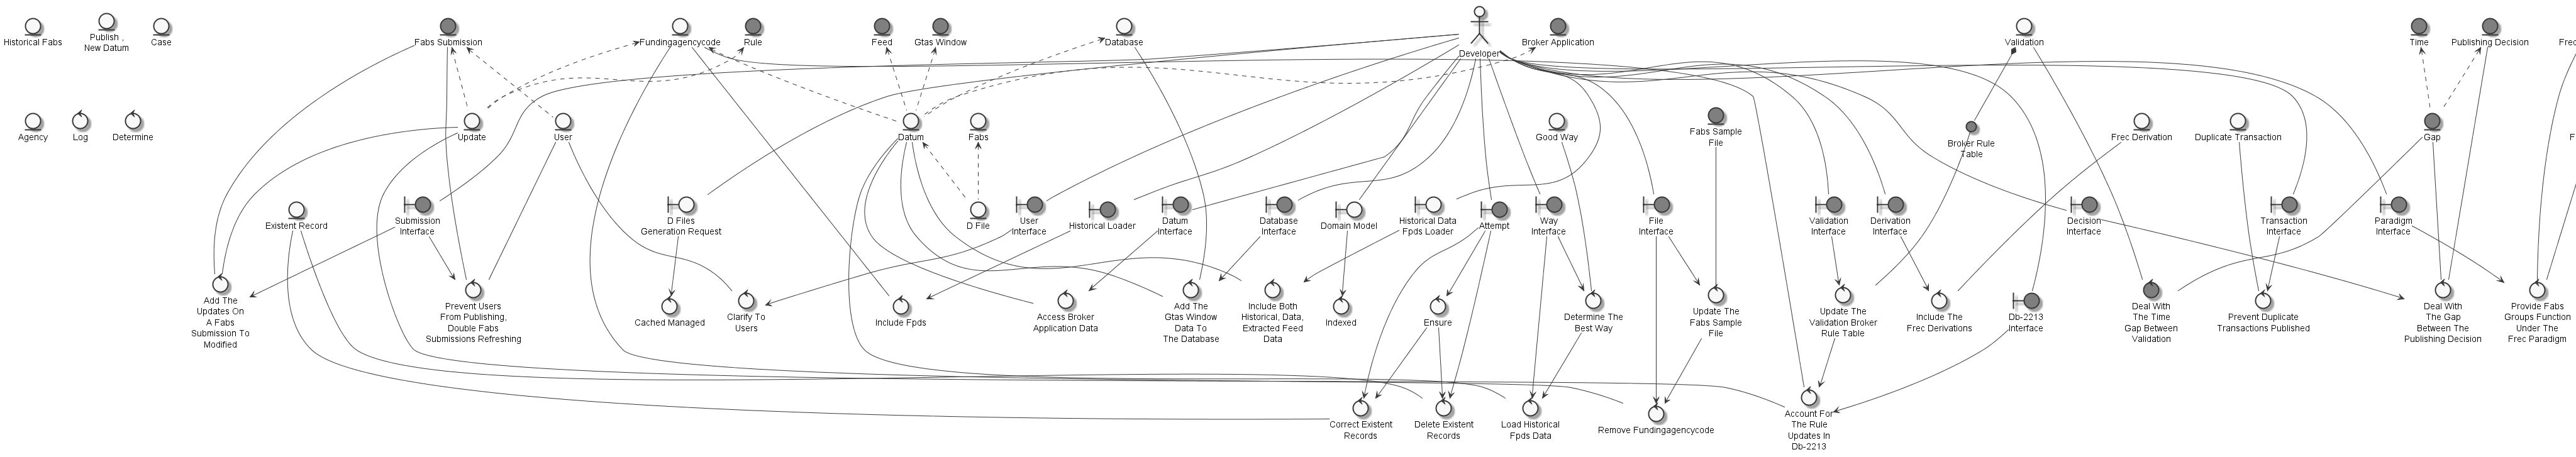 Historical Fabs
Publish ,
New Datum
Case
Fabs Submission
Fundingagencycode
Rule
Feed
Gtas Window
Database
Developer
Broker Application
Validation
Time
Publishing Decision
Frec
Agency
Log
Determine
Update
User
Datum
Fabs
Good Way
Fabs Sample
File
Broker Rule
Table
Frec Derivation
Duplicate Transaction
Gap
F
Existent Record
Submission
Interface
D Files
Generation Request
D File
User
Interface
Historical Loader
Datum
Interface
Database
Interface
Domain Model
Historical Data
Fpds Loader
Attempt
Way
Interface
File
Interface
Validation
Interface
Derivation
Interface
Decision
Interface
Transaction
Interface
Paradigm
Interface
Add The
Updates On
A Fabs
Submission To
Modified
Prevent Users
From Publishing,
Double Fabs
Submissions Refreshing
Cached Managed
Clarify To
Users
Include Fpds
Access Broker
Application Data
Add The
Gtas Window
Data To
The Database
Include Both
Historical, Data,
Extracted Feed
Data
Indexed
Ensure
Determine The
Best Way
Update The
Fabs Sample
File
Update The
Validation Broker
Rule Table
Include The
Frec Derivations
Db-2213
Interface
Deal With
The Time
Gap Between
Validation
Prevent Duplicate
Transactions Published
Deal With
The Gap
Between The
Publishing Decision
Provide Fabs
Groups Function
Under The
Frec Paradigm
Correct Existent
Records
Delete Existent
Records
Load Historical
Fpds Data
Remove Fundingagencycode
Account For
The Rule
Updates In
Db-2213